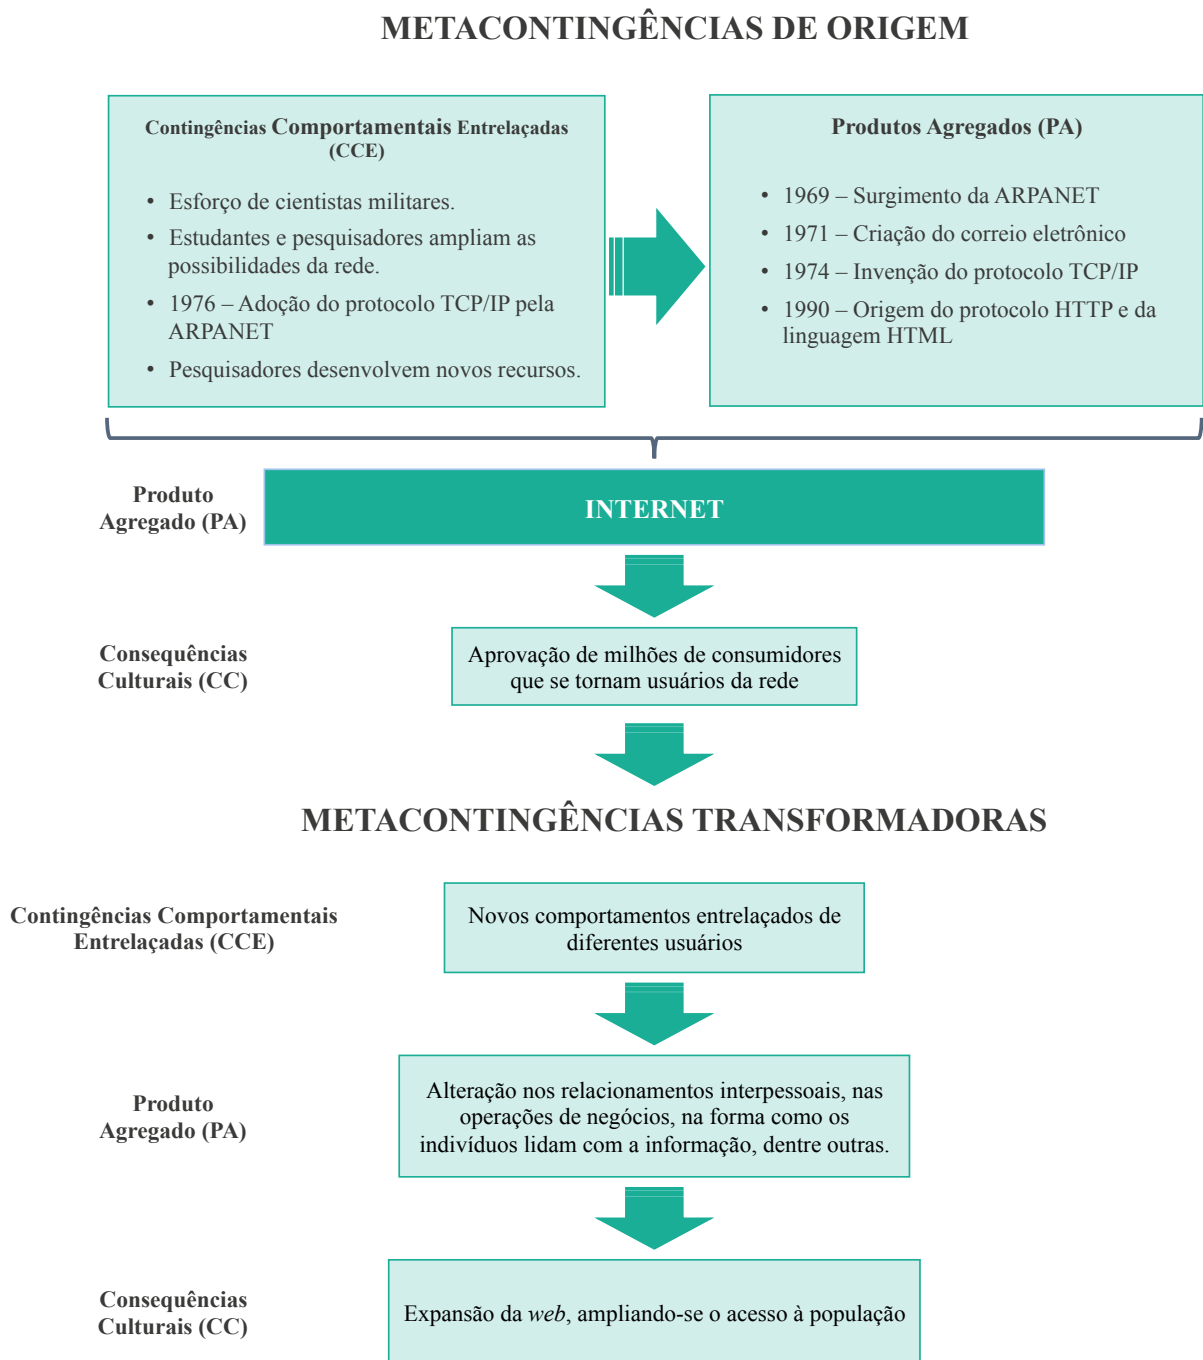 METACONTINGÊNCIAS DE ORIGEM
Contingências Comportamentais Entrelaçadas
(CCE)
• Esforço de cientistas militares.
• Estudantes e pesquisadores ampliam as
possibilidades da rede.
• 1976 – Adoção do protocolo TCP/IP pela
ARPANET
• Pesquisadores desenvolvem novos recursos.
Produtos Agregados (PA)
• 1969 – Surgimento da ARPANET
• 1971 – Criação do correio eletrônico
• 1974 – Invenção do protocolo TCP/IP
• 1990 – Origem do protocolo HTTP e da
linguagem HTML
Produto
Agregado (PA)
INTERNET
Consequências
Culturais (CC)
Aprovação de milhões de consumidores
que se tornam usuários da rede
METACONTINGÊNCIAS TRANSFORMADORAS
Contingências Comportamentais
Entrelaçadas (CCE)
Novos comportamentos entrelaçados de
diferentes usuários
Produto
Agregado (PA)
Alteração nos relacionamentos interpessoais, nas
operações de negócios, na forma como os
indivíduos lidam com a informação, dentre outras.
Consequências
Culturais (CC)
Expansão da web, ampliando-se o acesso à população